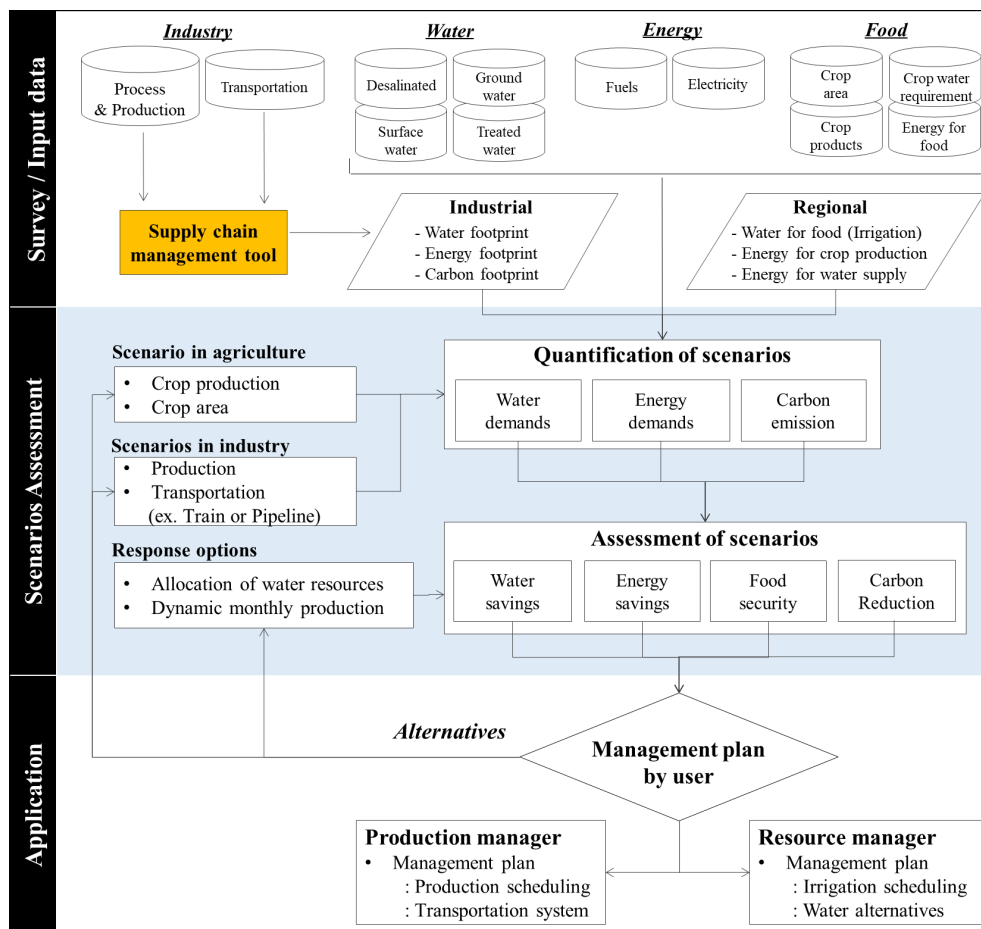 Survey / Input data
Industry
Water
Energy
Food
Process
& Production
Transportation
Desalinated
Ground
water
Surface
water
Treated
water
Fuels
Electricity
Crop
area
Crop water
requirement
Crop
products
Energy for
food
Supply chain
management tool
Industrial
- Water footprint
- Energy footprint
- Carbon footprint
Regional
- Water for food (Irrigation)
- Energy for crop production
- Energy for water supply
Scenarios Assessment
Scenario in agriculture
• Crop production
• Crop area
Scenarios in industry
• Production
• Transportation
(ex. Train or Pipeline)
Response options
• Allocation of water resources
• Dynamic monthly production
Quantification of scenarios
Water
demands
Energy
demands
Carbon
emission
Assessment of scenarios
Water
savings
Energy
savings
Food
security
Carbon
Reduction
Application
Alternatives
Management plan
by user
Production manager
• Management plan
: Production scheduling
: Transportation system
Resource manager
• Management plan
: Irrigation scheduling
: Water alternatives